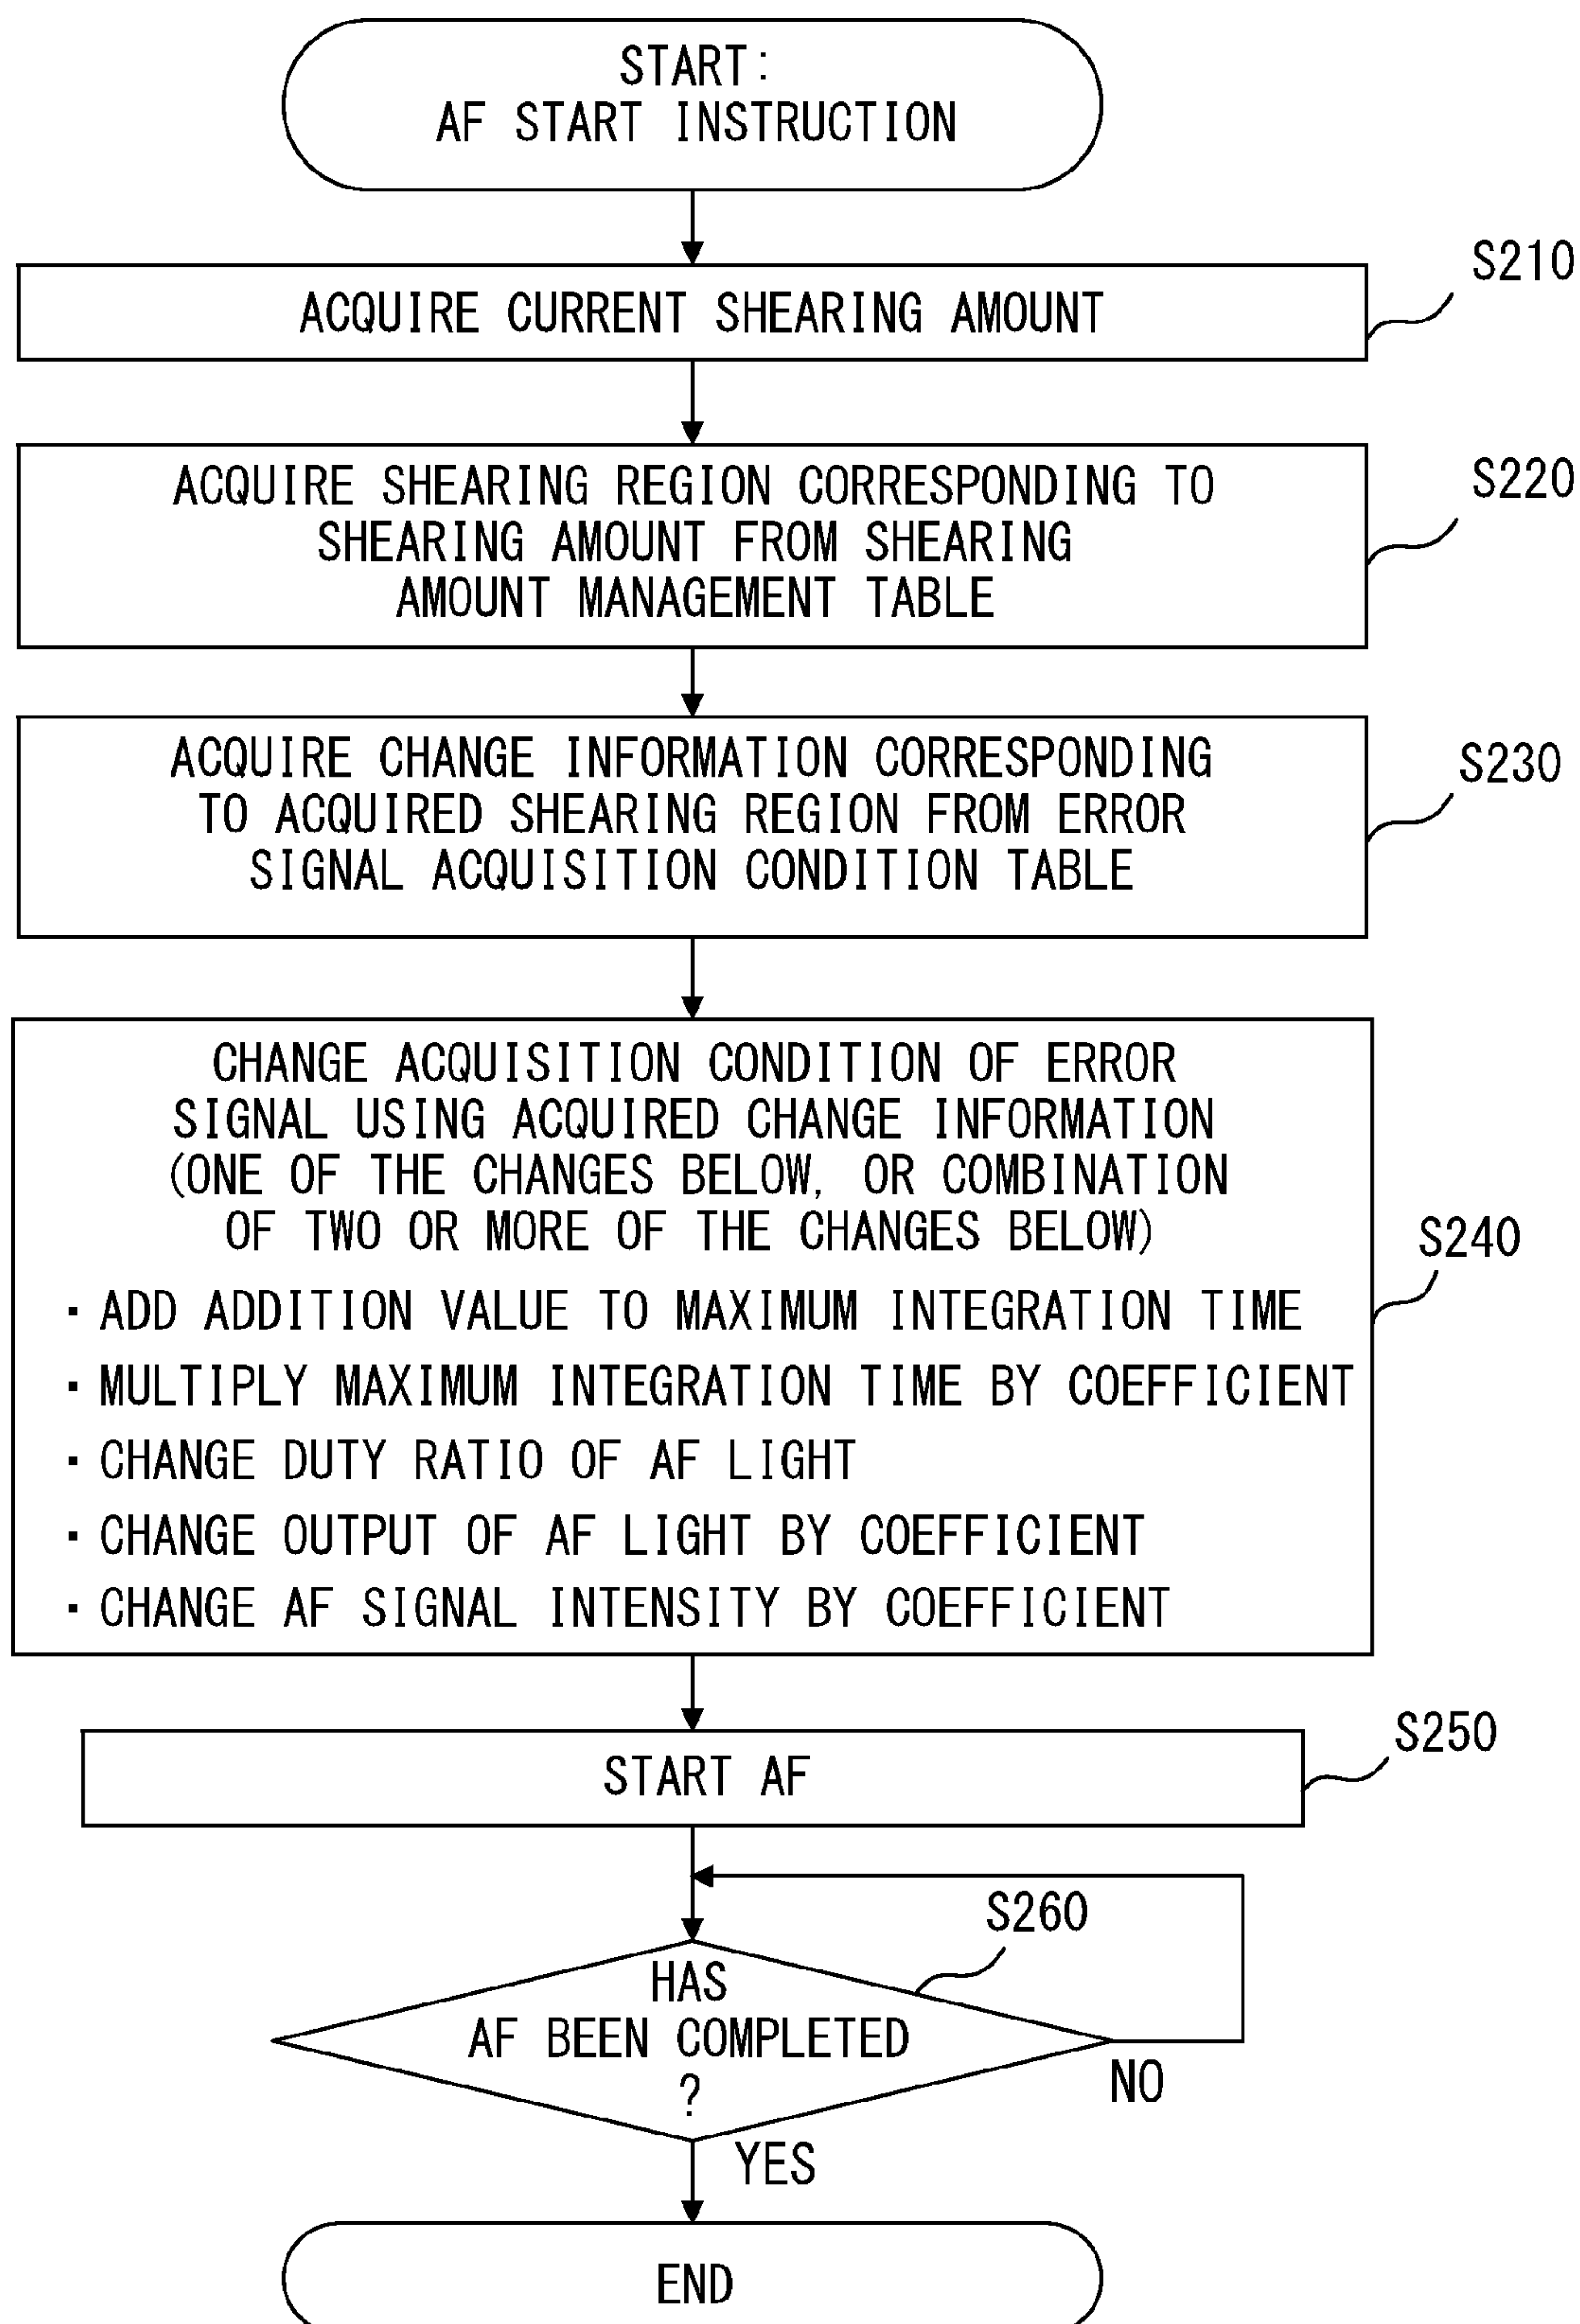 START:
AF START INSTRUCTION
S210
ACQUIRE CURRENT SHEARING AMOUNT
S220
ACQUIRE SHEARING REGION CORRESPONDING TO
SHEARING AMOUNT FROM SHEARING
AMOUNT MANAGEMENT TABLE
S230
ACQUIRE CHANGE INFORMATION CORRESPONDING
TO ACQUIRED SHEARING REGION FROM ERROR
SIGNAL ACQUISITION CONDITION TABLE
CHANGE ACQUISITION CONDITION OF ERROR
SIGNAL USING ACQUIRED CHANGE INFORMATION
(ONE OF THE CHANGES BELOW, OR COMBINATION
OF TWO OR MORE OF THE CHANGES BELOW)
S240
・ADD ADDITION VALUE TO MAXIMUM INTEGRATION TIME
・MULTIPLY MAXIMUM INTEGRATION TIME BY COEFFICIENT
・CHANGE DUTY RATIO OF AF LIGHT
・CHANGE OUTPUT OF AF LIGHT BY COEFFICIENT
・CHANGE AF SIGNAL INTENSITY BY COEFFICIENT
S250
START AF
S260
HAS
AF BEEN COMPLETED
?
NO
YES
END